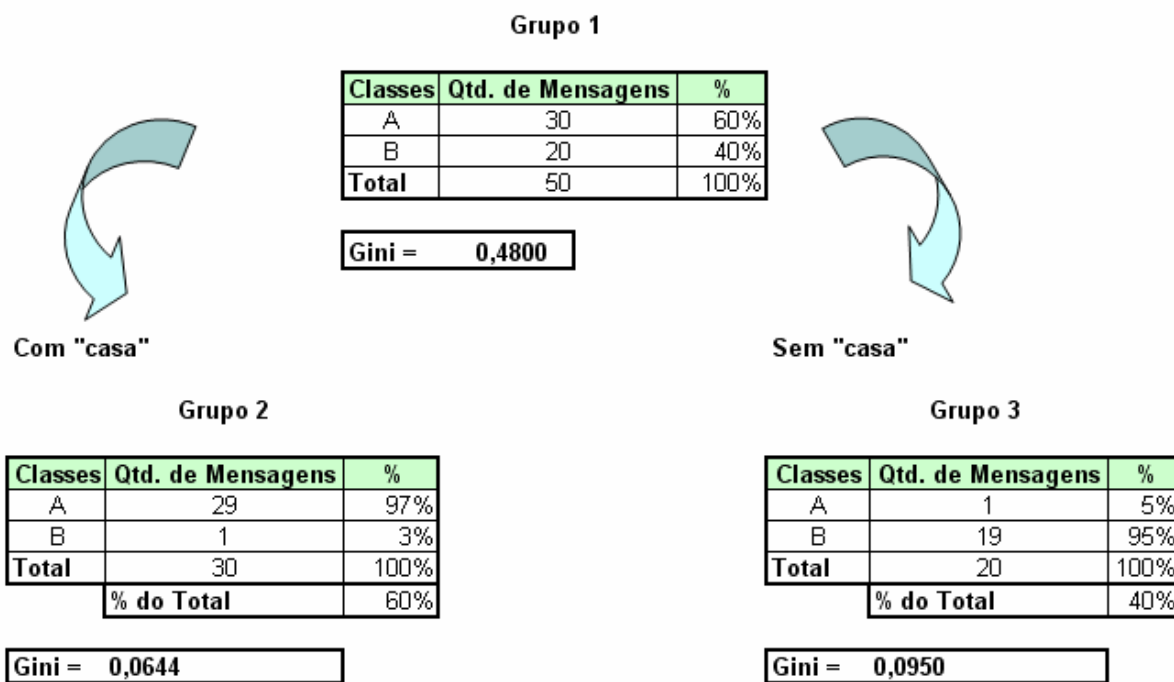 Grupo 1
Classes Qtd. de Mensagens %
A 30 60%
B 20 40%
Total 50 100%
Gini = 0,4800
Com "casa"
Sem "casa"
Grupo 2
Classes Qtd. de Mensagens %
A 29 97%
B 1 3%
Total 30 100%
% do Total 60%
Gini = 0,0644
Grupo 3
Classes Qtd. de Mensagens %
A 1 5%
B 19 95%
Total 20 100%
% do Total 40%
Gini = 0,0950